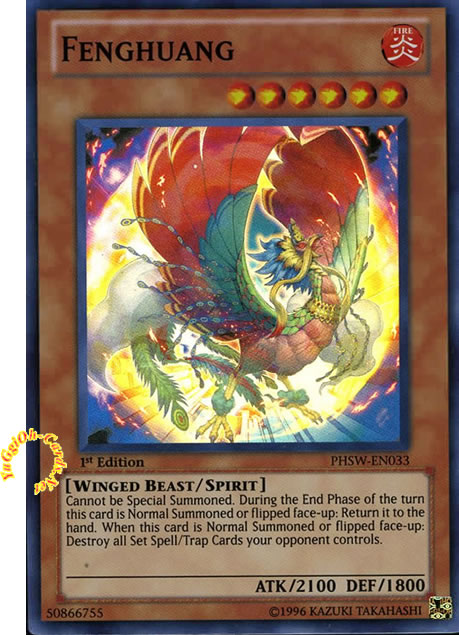 FENGHUANG
FIRE
炎
YuGgiOh-Cards.Net
1st Edition
PHSW-EN033
[WINGED BEAST/SPIRIT]
Cannot be Special Summoned. During the End Phase of the turn
this card is Normal Summoned or flipped face-up: Return it to
the hand. When this card is Normal Summoned or flipped face-up:
Destroy all Set Spell/Trap Cards your opponent controls.
ATK/2100 DEF/1800
50866755
©1996 KAZUKI TAKAHASHI